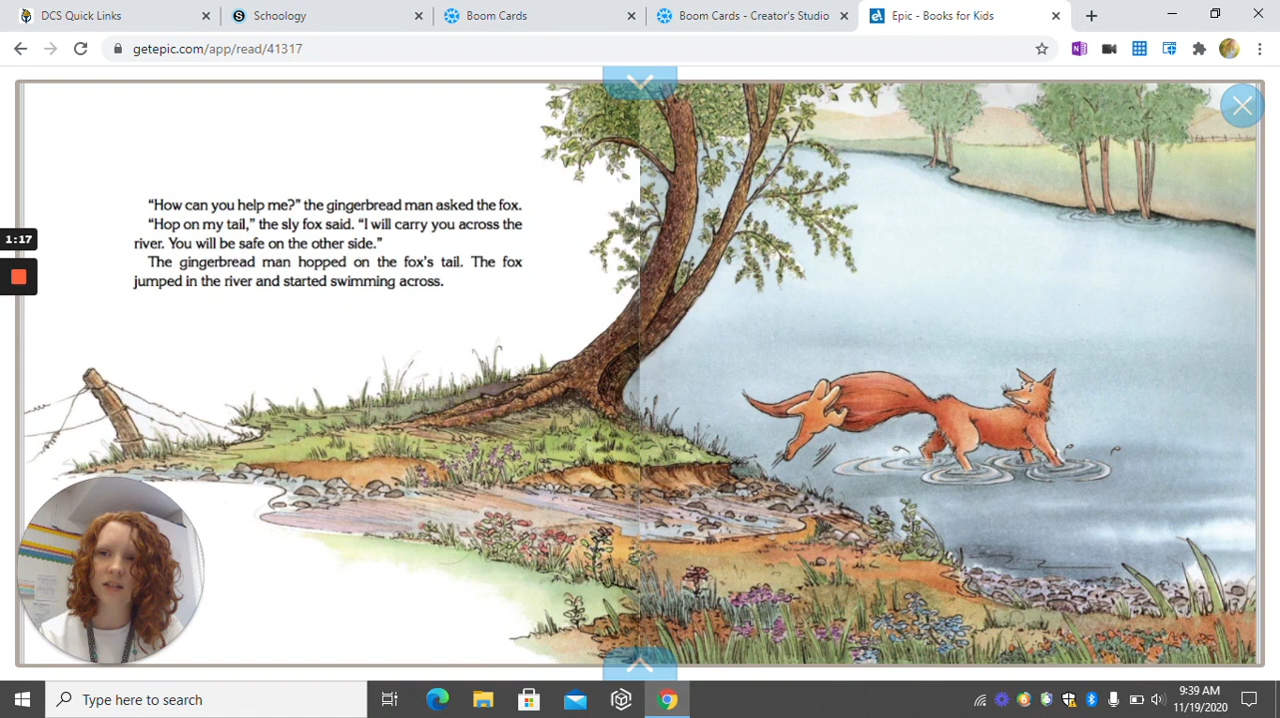 DCS Quick Links
Schoology
Boom Cards
Boom Cards - Creator's Studio
Epic - Books for Kids
getepic.com/app/read/41317
"How can you help me?" the gingerbread man asked the fox.
"Hop on my tail," the sly fox said. "I will carry you across the
river. You will be safe on the other side."
The gingerbread man hopped on the fox's tail. The fox
jumped in the river and started swimming across.
1:17
Type here to search
9:39 AM
11/19/2020